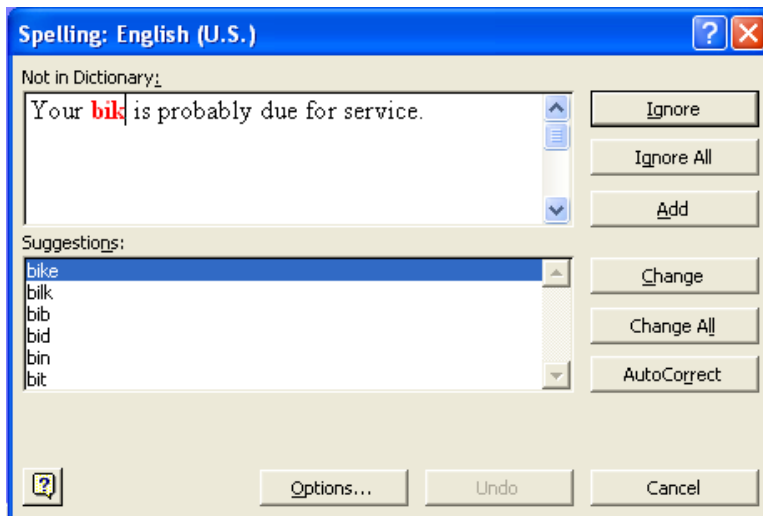 Spelling: English (U.S.)
Not in Dictionary:
Your bik is probably due for service.
Ignore
Ignore All
Add
Suggestions:
bike
bilk
bib
bid
bin
bit
Change
Change All
AutoCorrect
Options...
Undo
Cancel